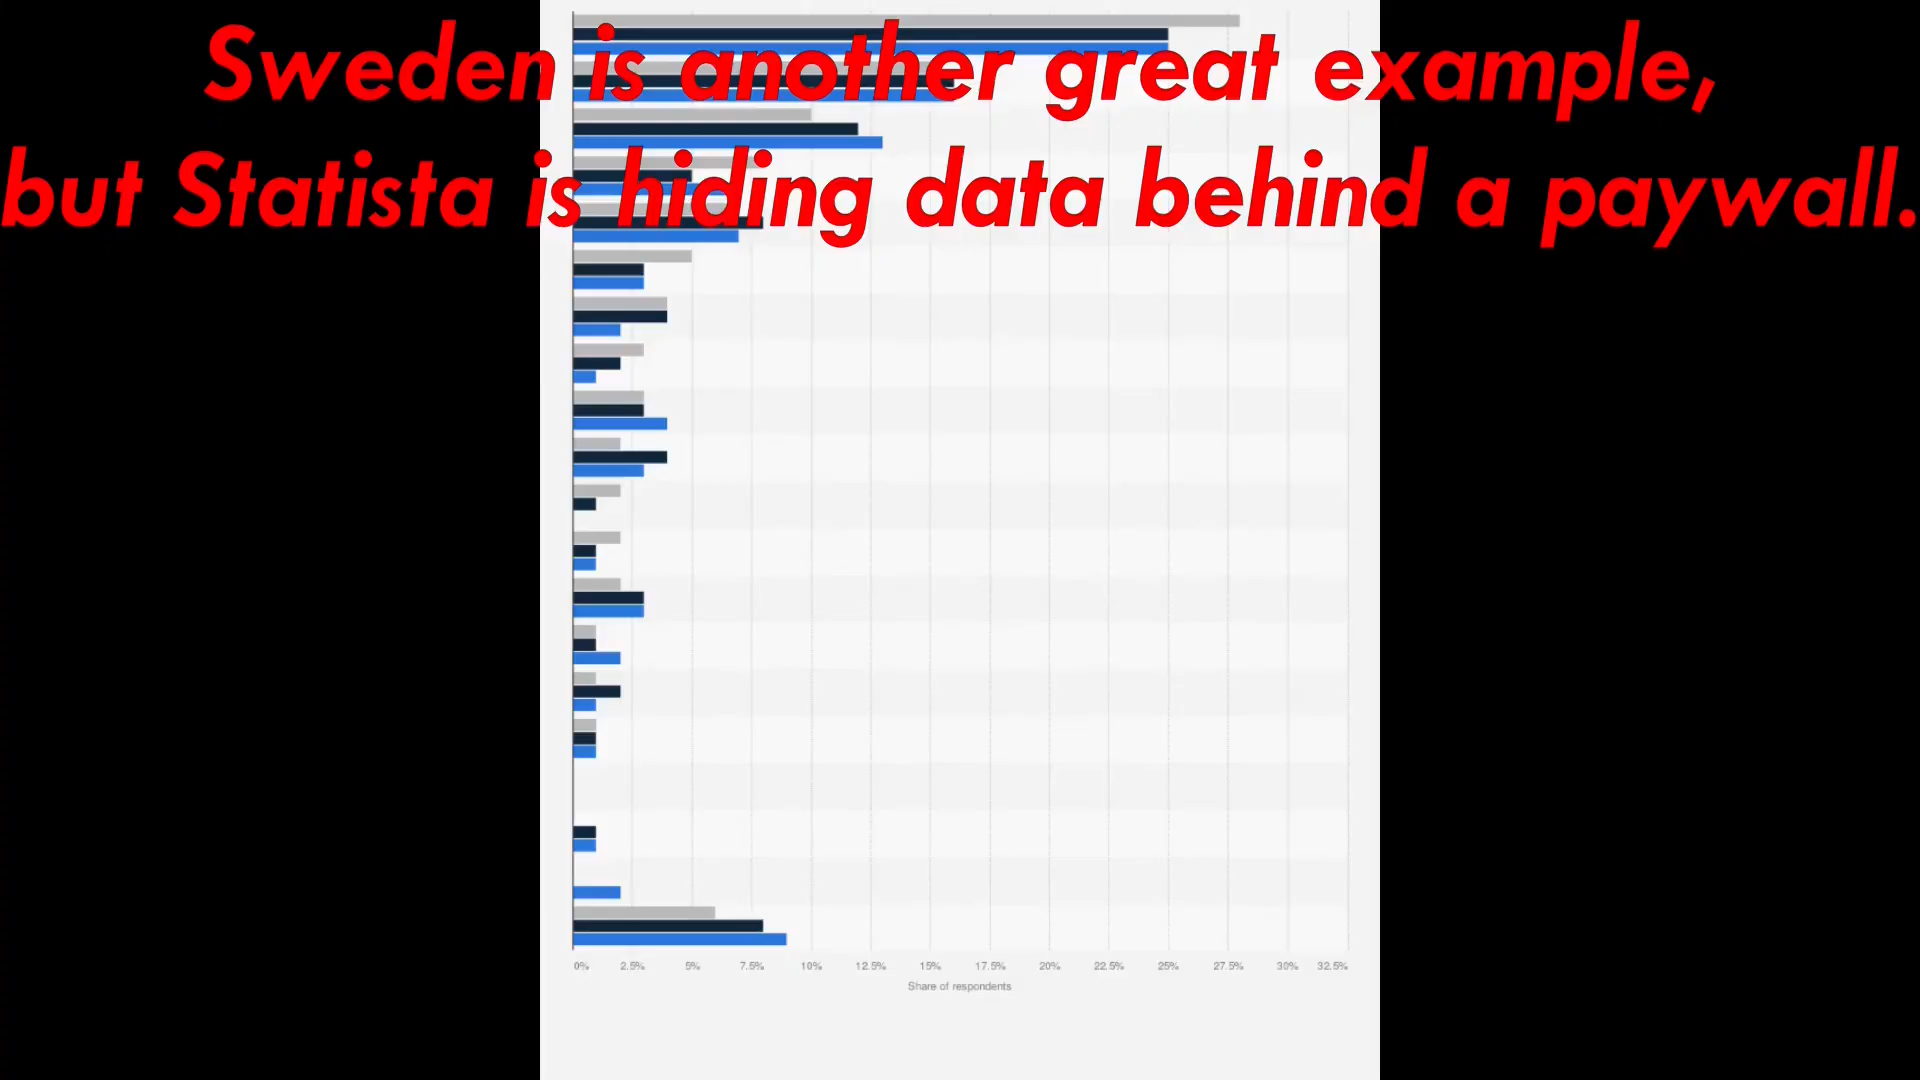 Sweden is another great example,
but Statista is hiding data behind a paywall.
0% 2.5% 5% 7.5% 10% 12.5% 15% 17.5% 20% 22.5% 25% 27.5% 30% 32.5%
Share of respondents